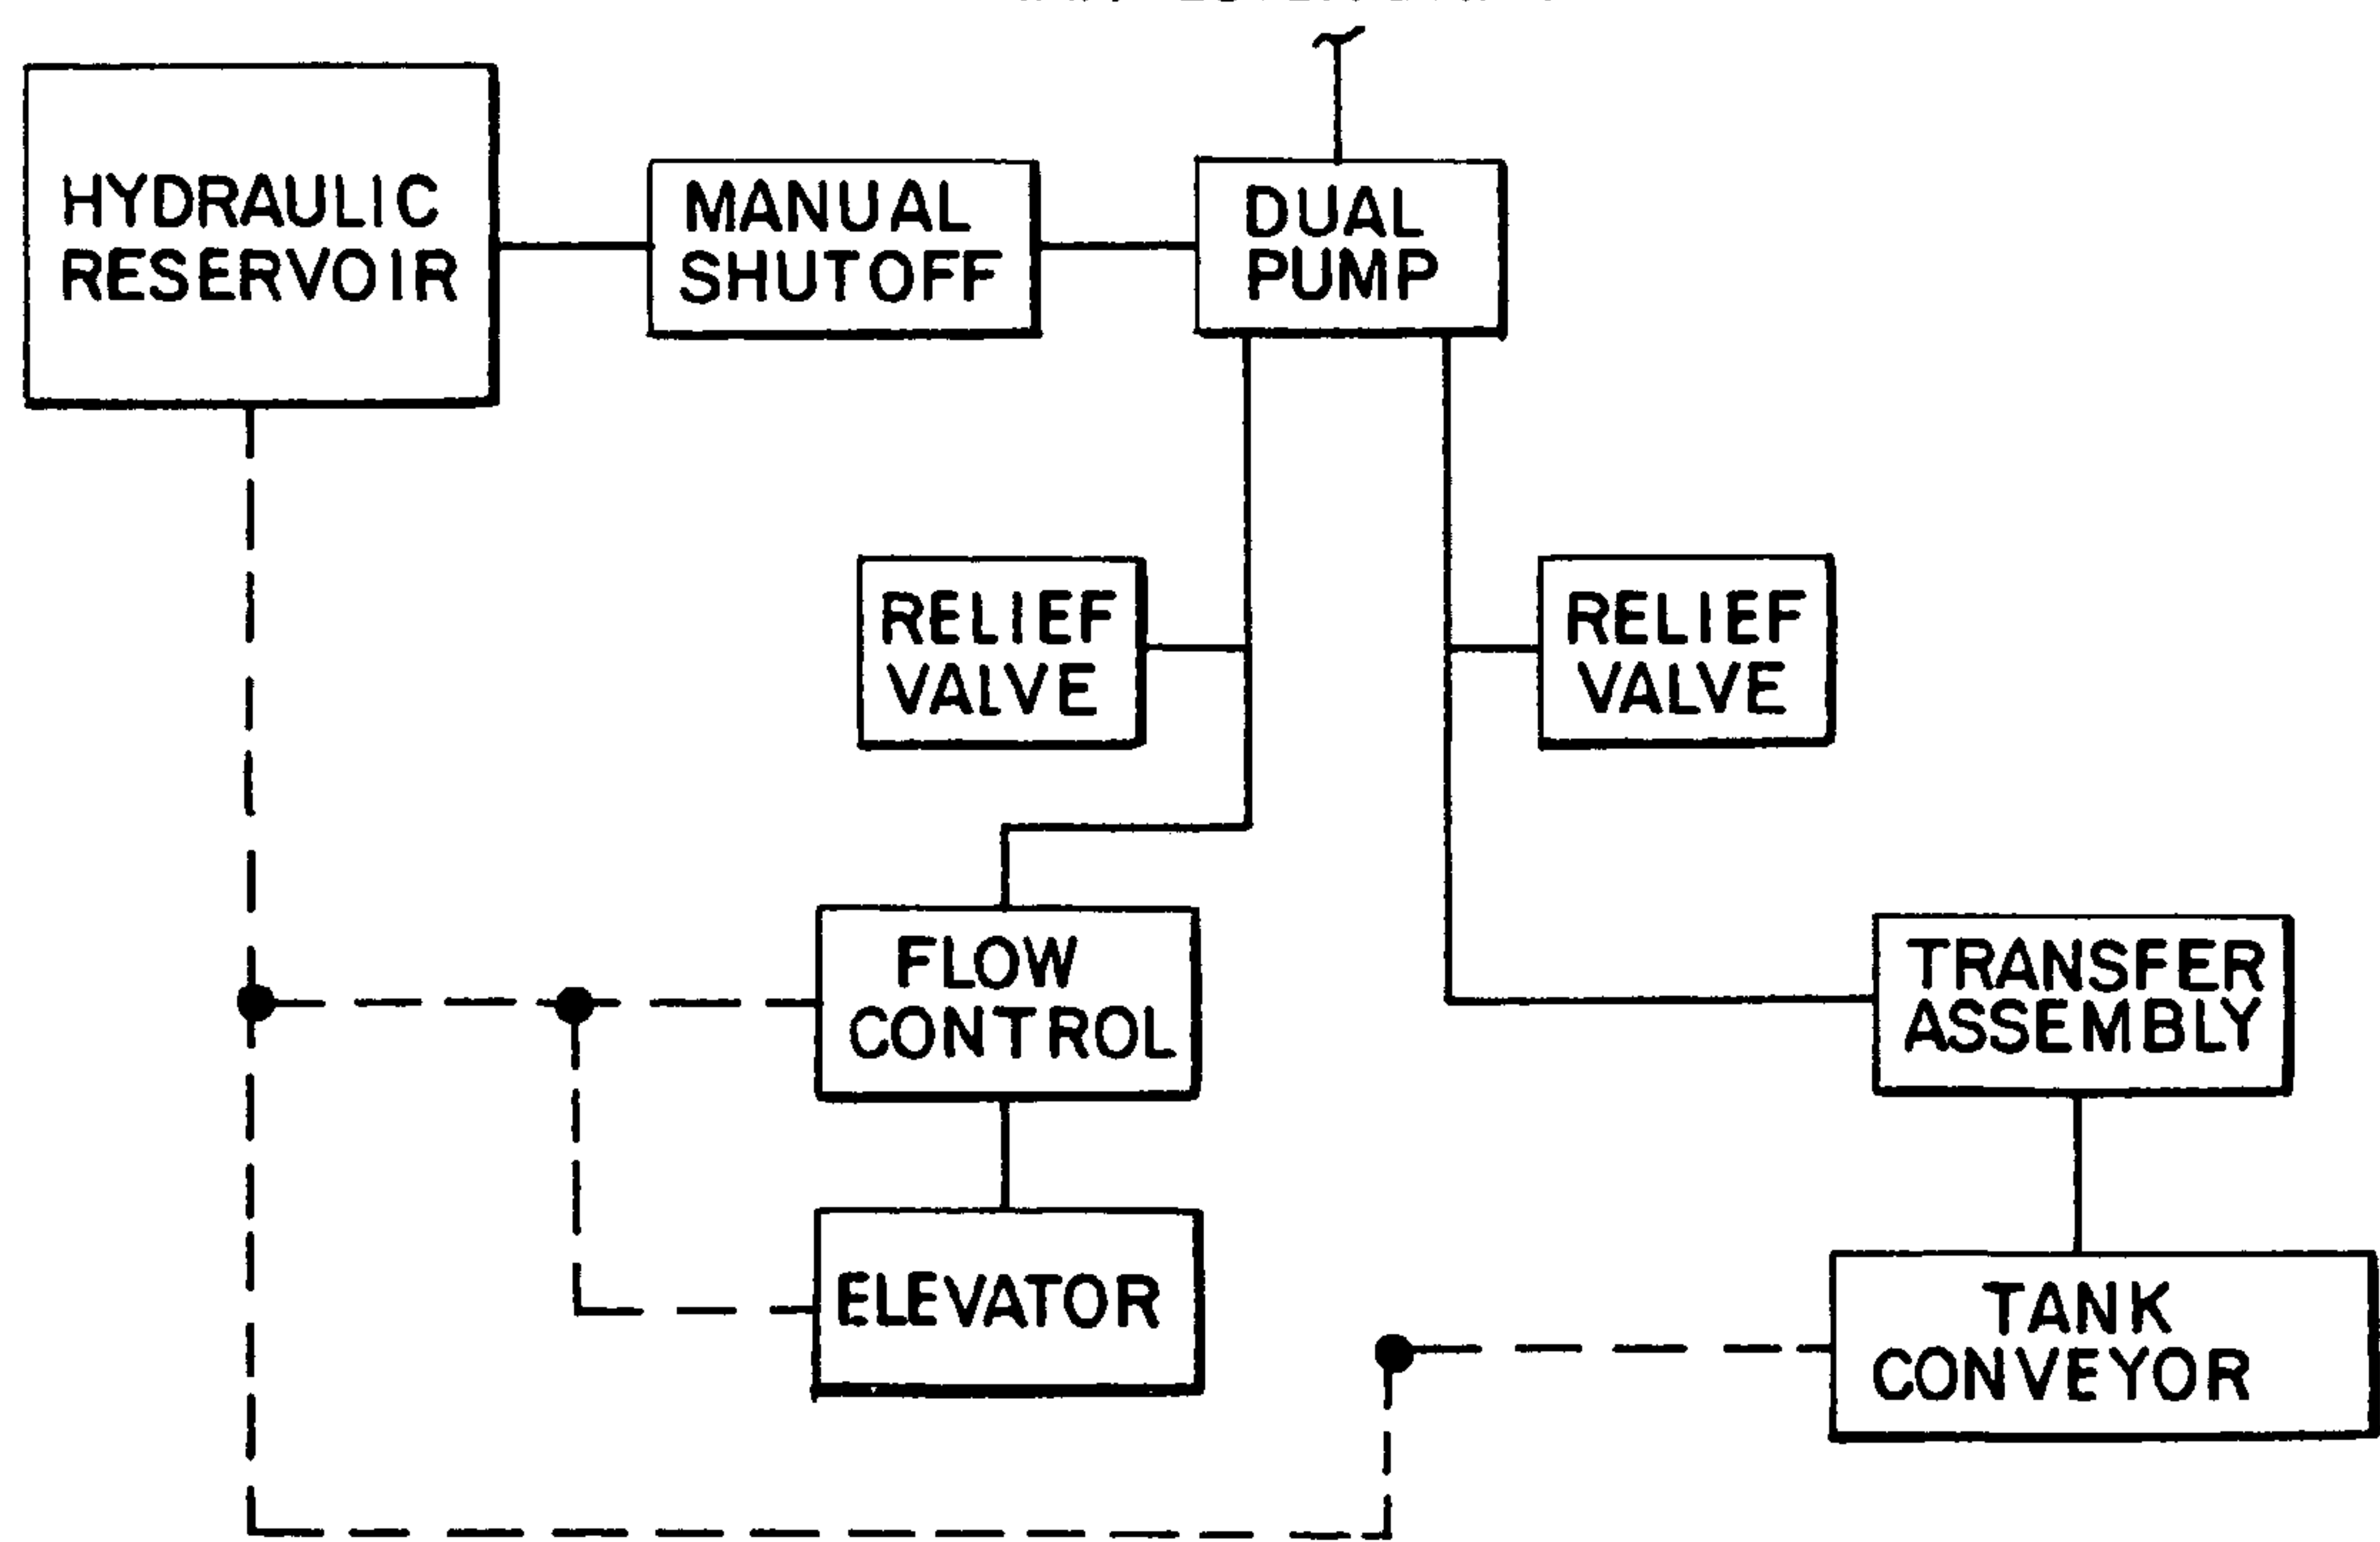 HYDRAULIC
RESERVOIR
MANUAL
SHUTOFF
DUAL
PUMP
RELIEF
VALVE
RELIEF
VALVE
FLOW
CONTROL
TRANSFER
ASSEMBLY
ELEVATOR
TANK
CONVEYOR